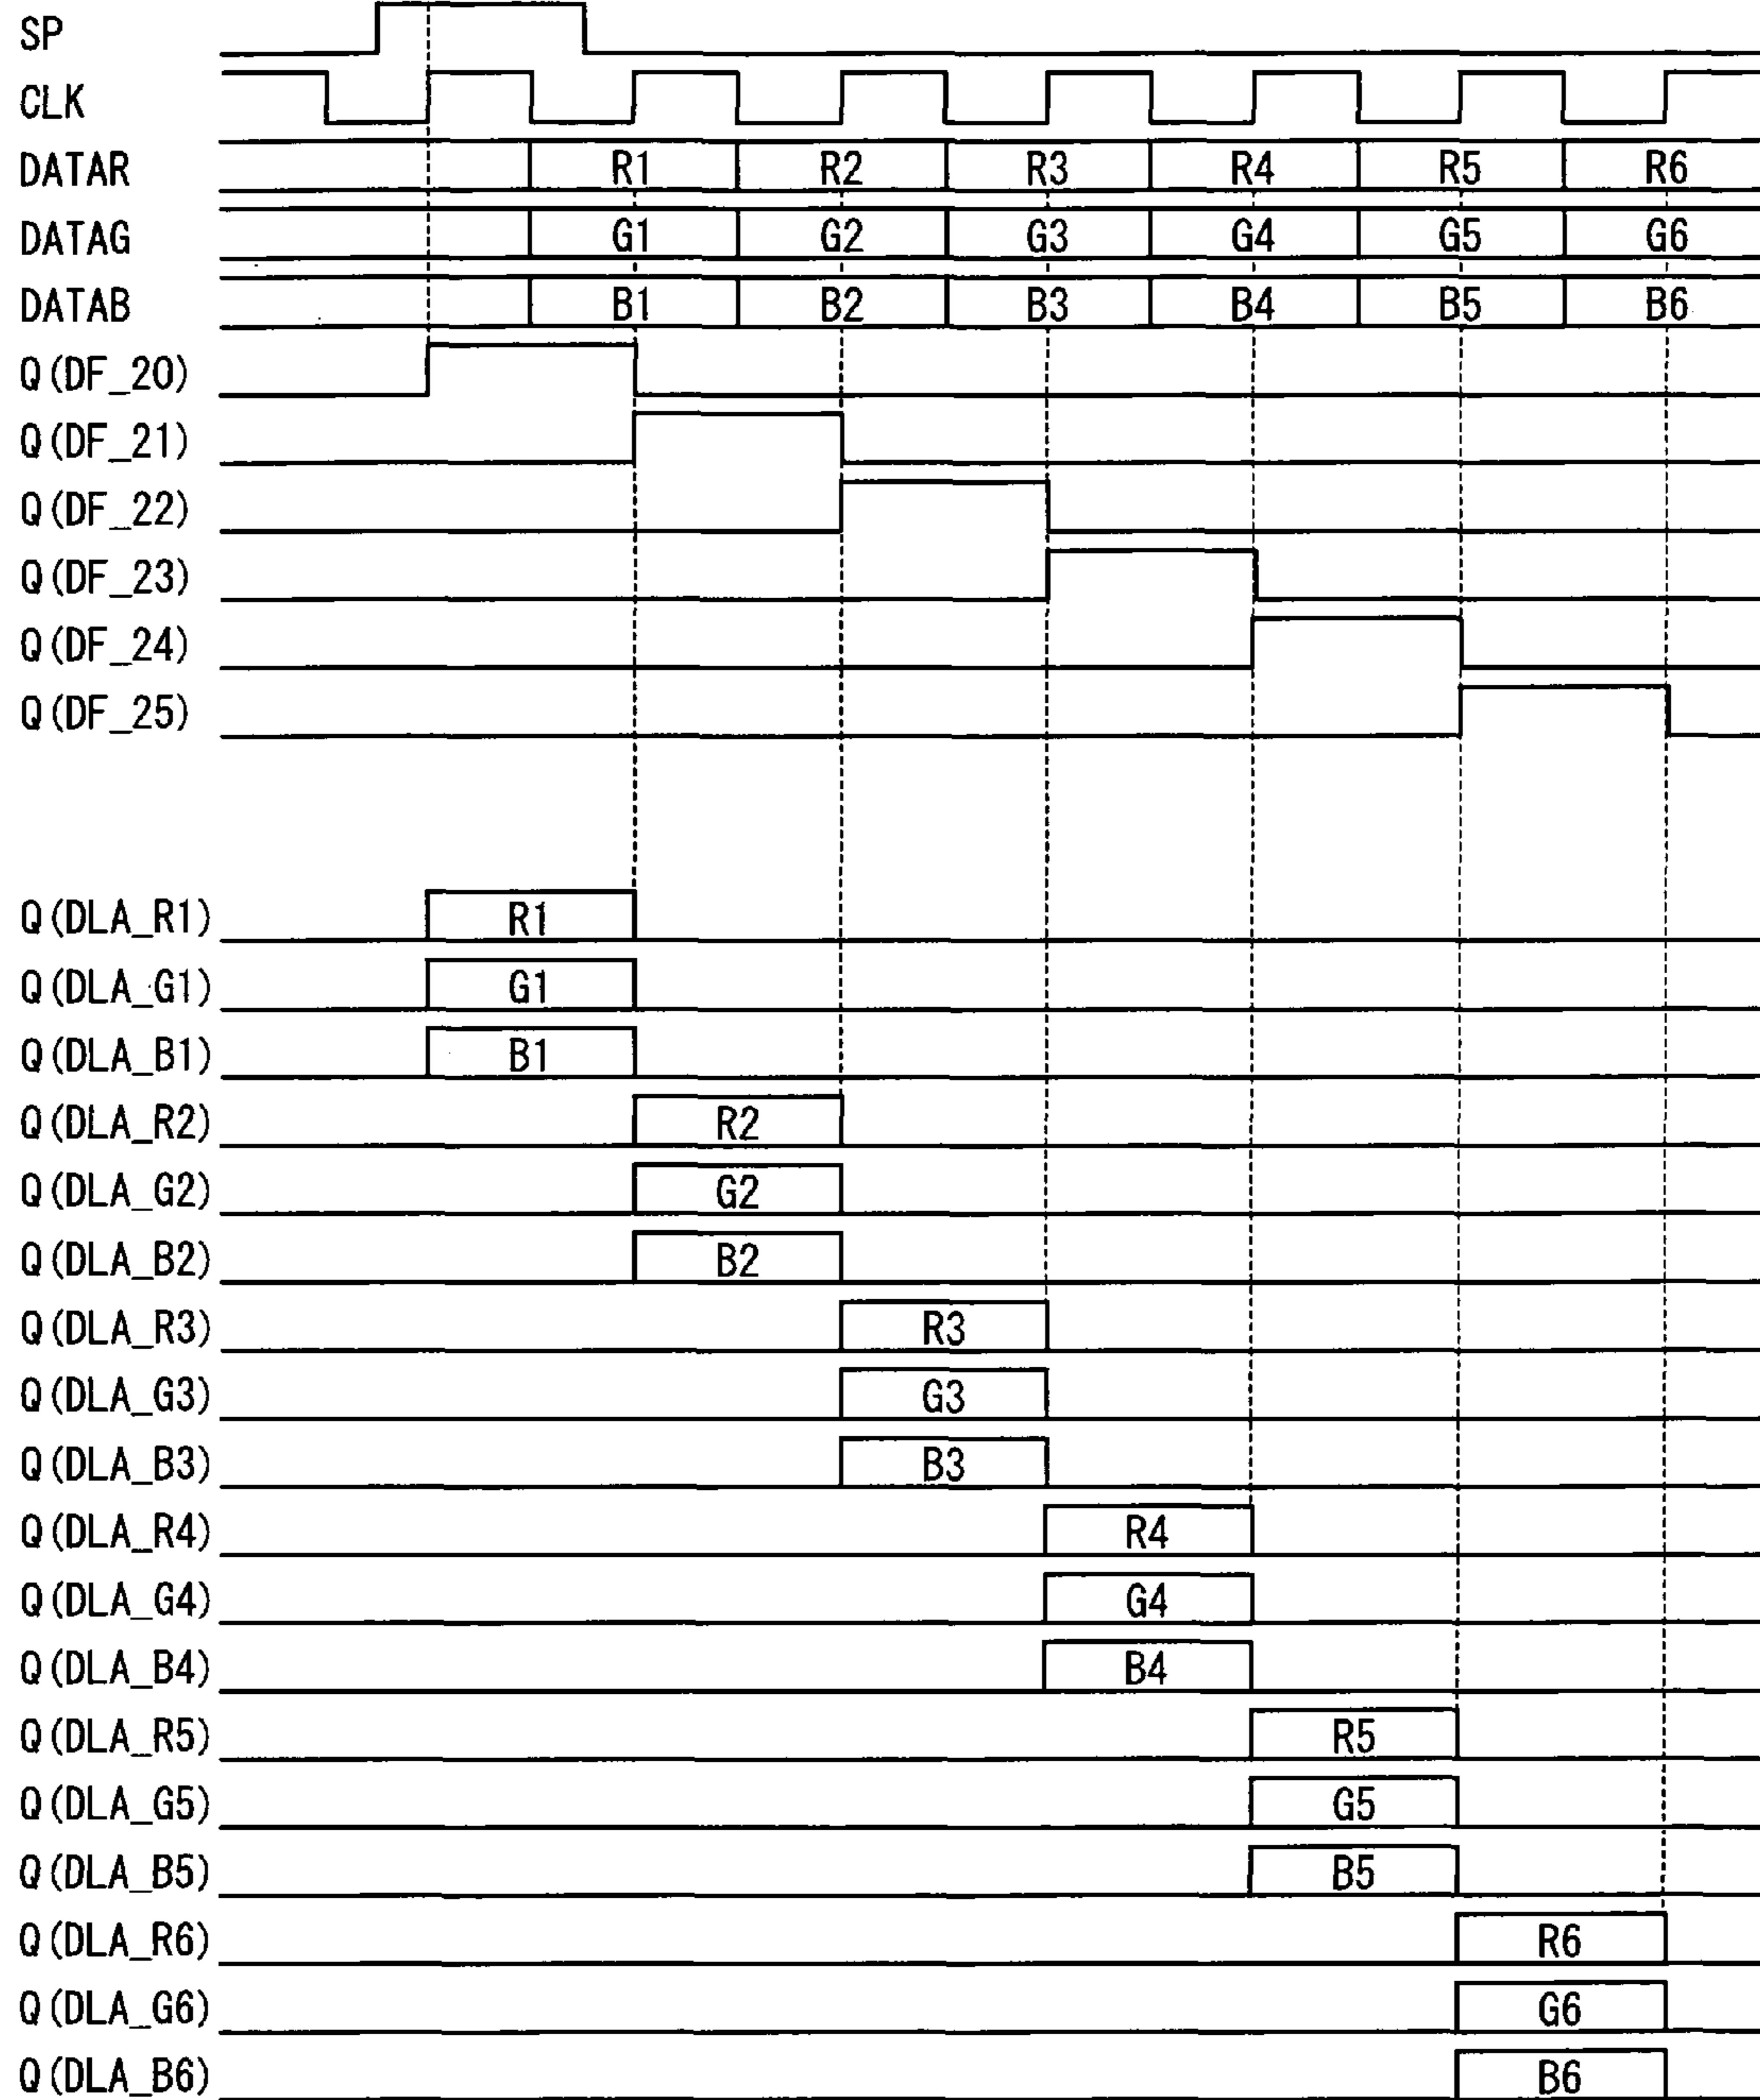 SP
CLK
DATAR R1 R2 R3 R4 R5 R6
DATAG G1 G2 G3 G4 G5 G6
DATAB B1 B2 B3 B4 B5 B6
Q(DF_20)
Q(DF_21)
Q(DF_22)
Q(DF_23)
Q(DF_24)
Q(DF_25)
Q(DLA_R1) R1
Q(DLA_G1) G1
Q(DLA_B1) B1
Q(DLA_R2) R2
Q(DLA_G2) G2
Q(DLA_B2) B2
Q(DLA_R3) R3
Q(DLA_G3) G3
Q(DLA_B3) B3
Q(DLA_R4) R4
Q(DLA_G4) G4
Q(DLA_B4) B4
Q(DLA_R5) R5
Q(DLA_G5) G5
Q(DLA_B5) B5
Q(DLA_R6) R6
Q(DLA_G6) G6
Q(DLA_B6) B6